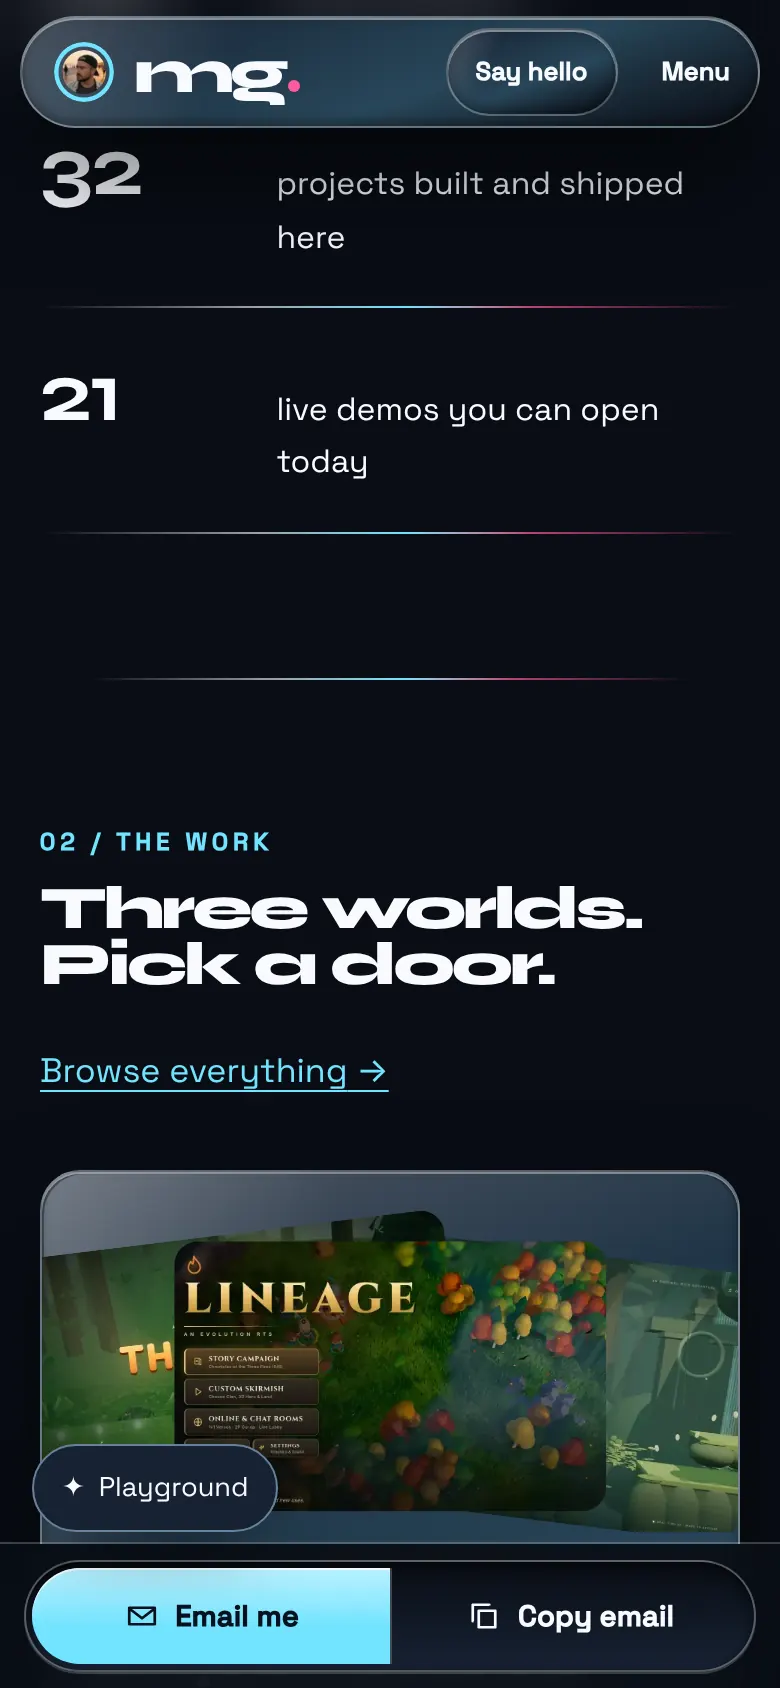 mg.
Say hello
Menu
32
projects built and shipped
here
21
live demos you can open
today
02 / THE WORK
Three worlds.
Pick a door.
Browse everything →
LINEAGE
AN EVOLUTION RTS
TH
STORY CAMPAIGN
CUSTOM SKIRMISH
ONLINE & CHAT ROOMS
SETTINGS
✦ Playground
Email me
Copy email